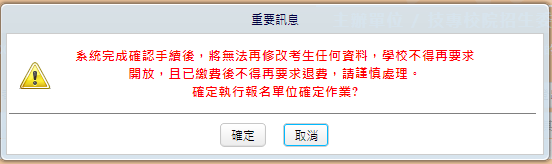 重要訊息
系統完成確認手續後，將無法再修改考生任何資料，學校不得再要求
開放，且已繳費後不得再要求退費，請謹慎處理。
確定執行報名單位確定作業?
確定
取消